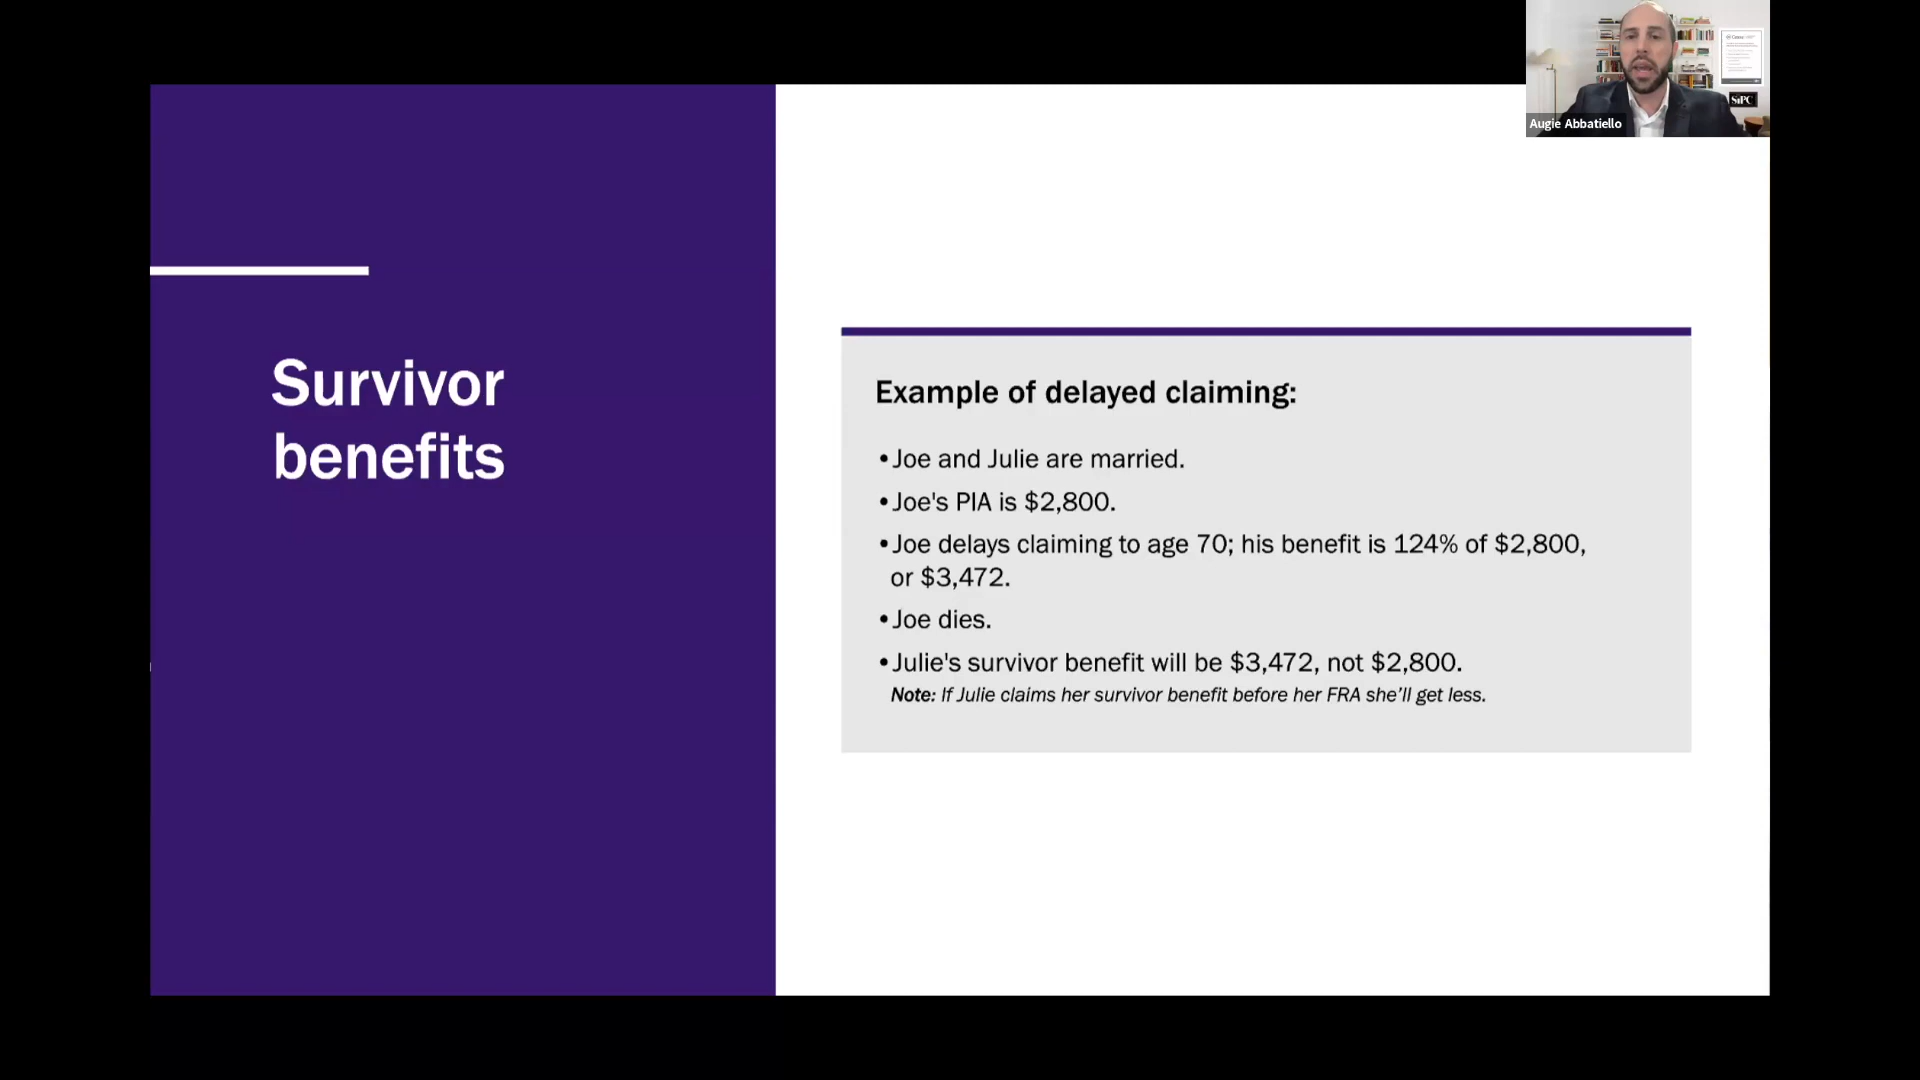 SiPC
Augie Abbatiello
Survivor
benefits
Example of delayed claiming:
•Joe and Julie are married.
•Joe's PIA is $2,800.
•Joe delays claiming to age 70; his benefit is 124% of $2,800,
or $3,472.
•Joe dies.
•Julie's survivor benefit will be $3,472, not $2,800.
Note: If Julie claims her survivor benefit before her FRA she’ll get less.